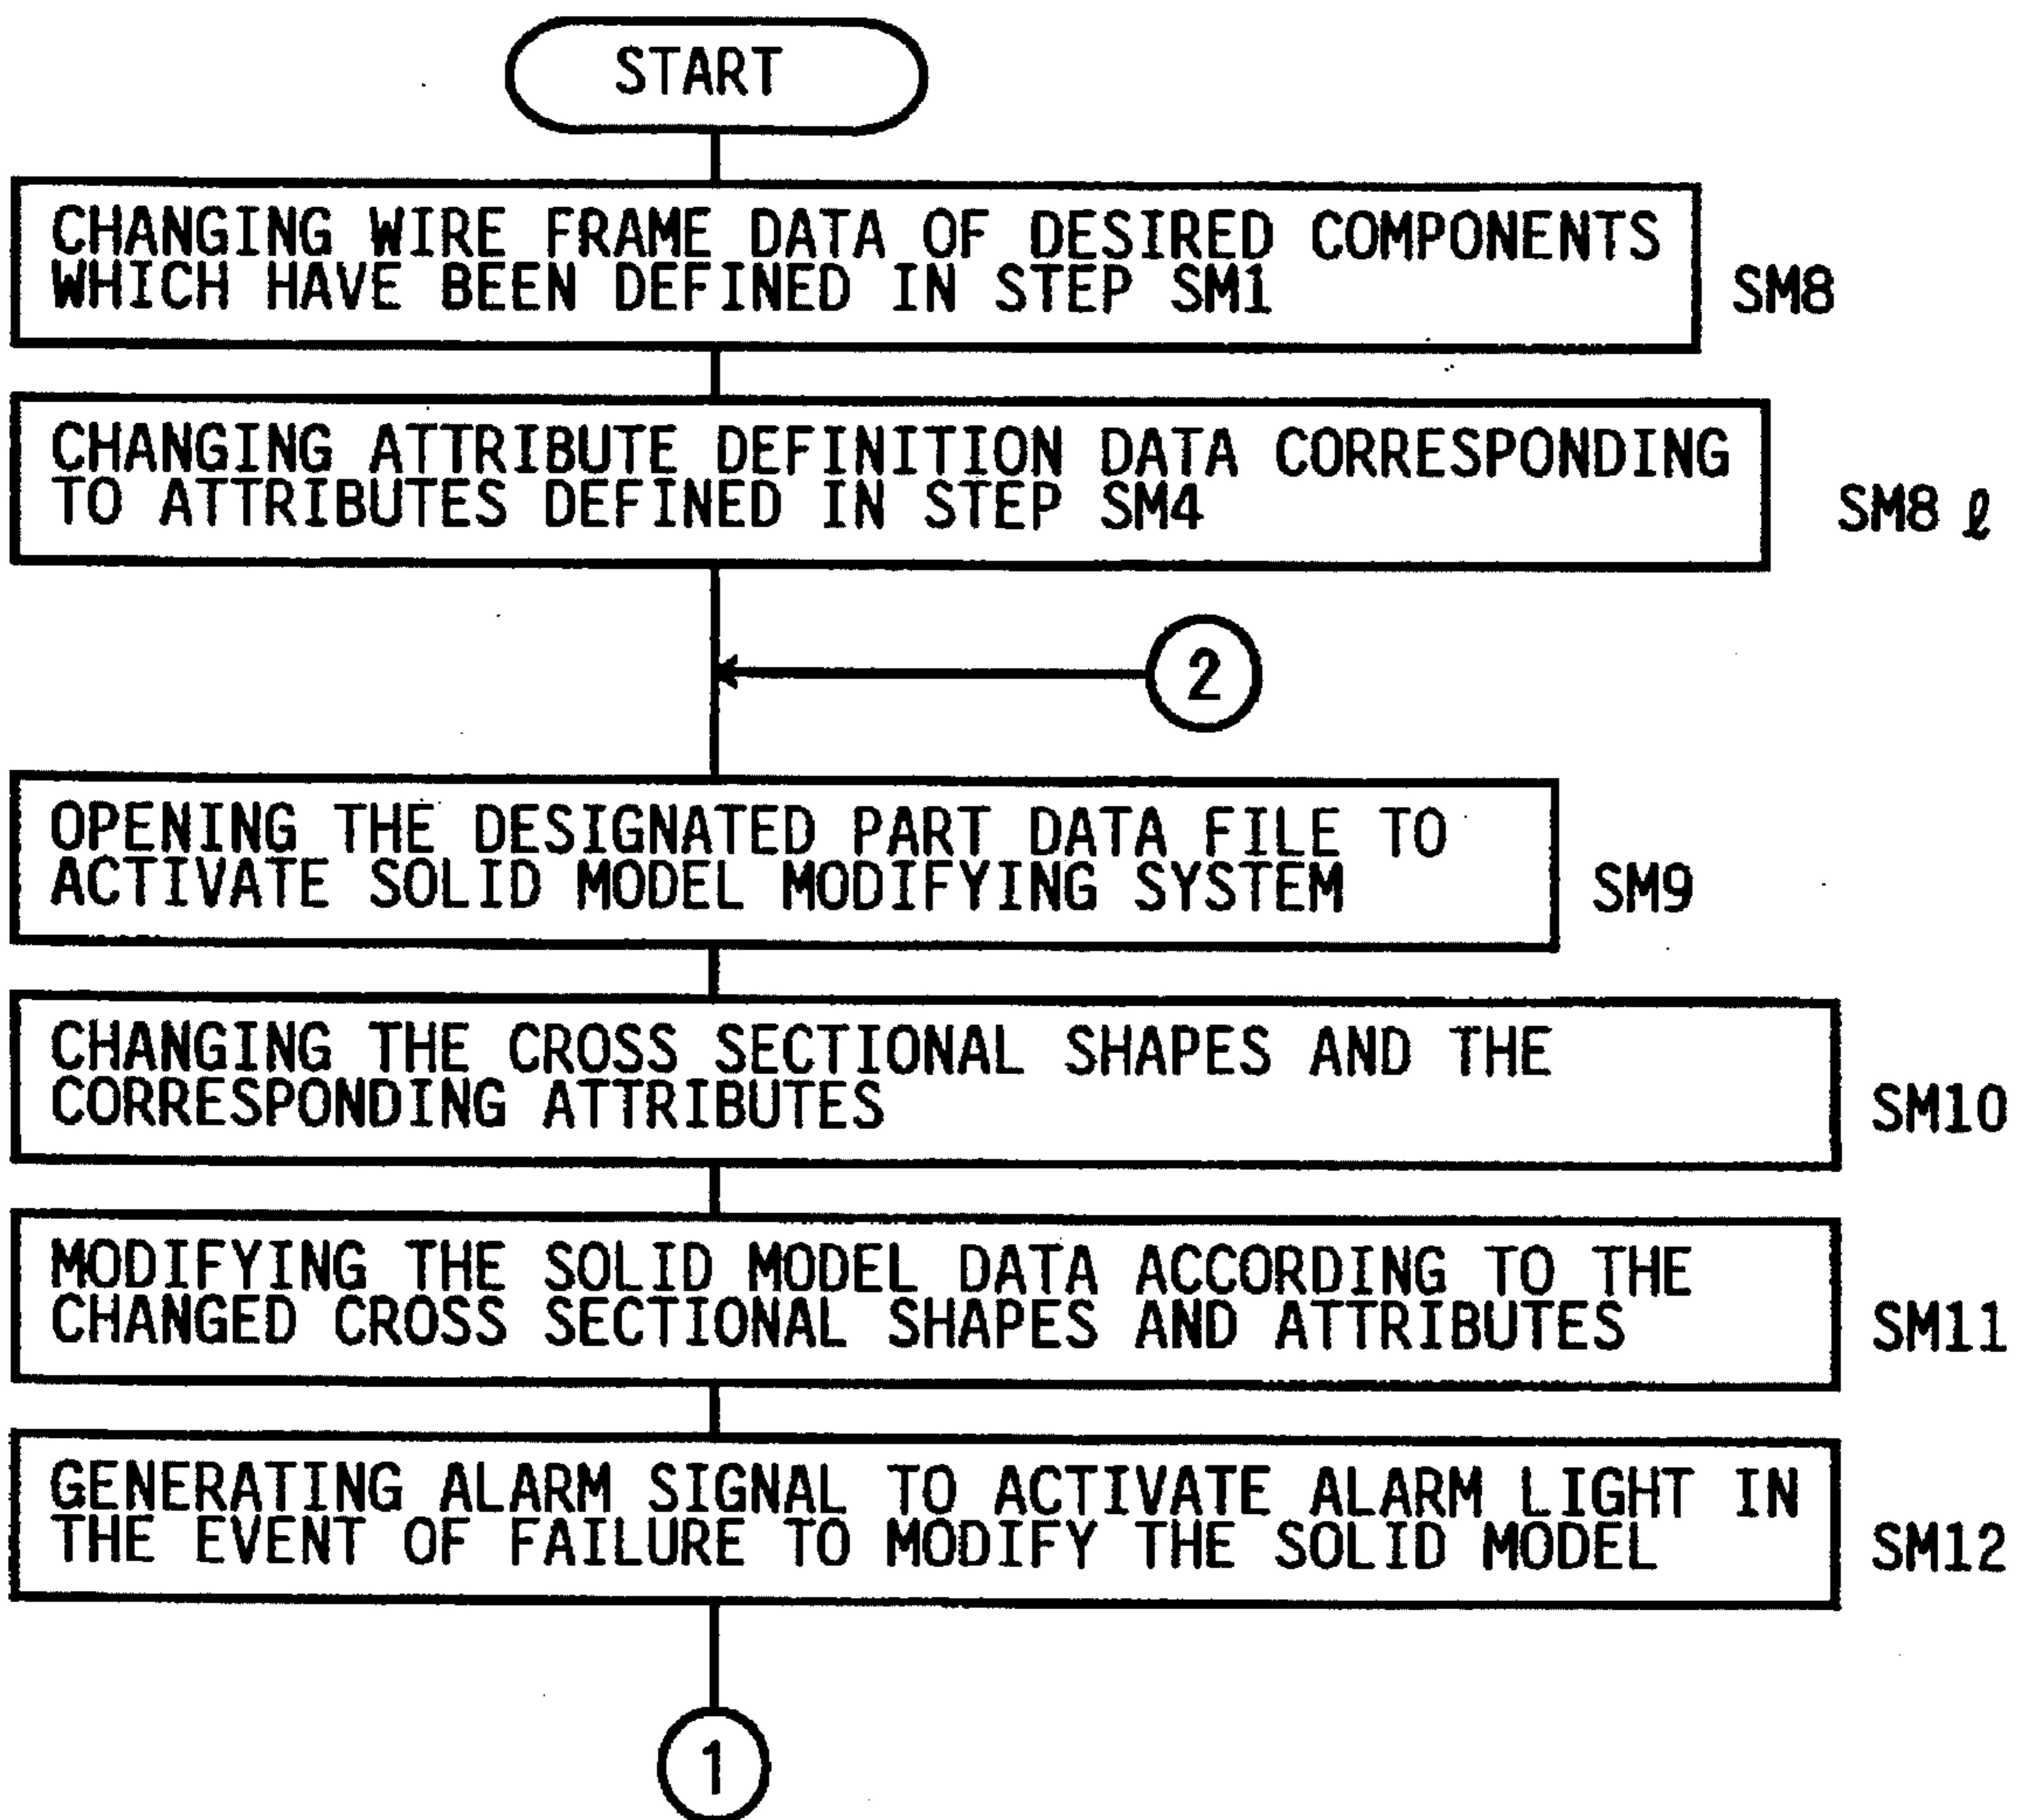 START
CHANGING WIRE FRAME DATA OF DESIRED COMPONENTS
WHICH HAVE BEEN DEFINED IN STEP SM1
SM8
CHANGING ATTRIBUTE DEFINITION DATA CORRESPONDING
TO ATTRIBUTES DEFINED IN STEP SM4
SM8 ℓ
2
OPENING THE DESIGNATED PART DATA FILE TO
ACTIVATE SOLID MODEL MODIFYING SYSTEM
SM9
CHANGING THE CROSS SECTIONAL SHAPES AND THE
CORRESPONDING ATTRIBUTES
SM10
MODIFYING THE SOLID MODEL DATA ACCORDING TO THE
CHANGED CROSS SECTIONAL SHAPES AND ATTRIBUTES
SM11
GENERATING ALARM SIGNAL TO ACTIVATE ALARM LIGHT IN
THE EVENT OF FAILURE TO MODIFY THE SOLID MODEL
SM12
1